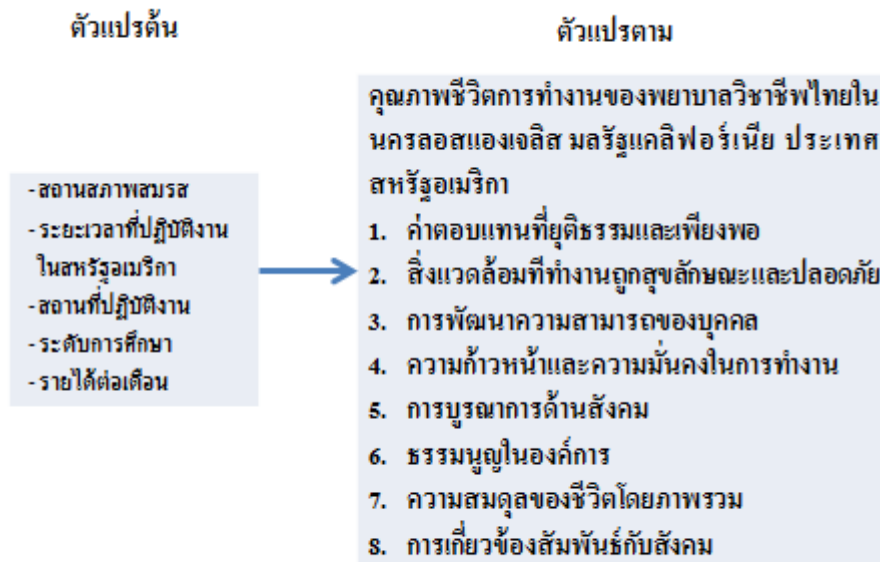 ตัวแปรต้น
ตัวแปรตาม
-สถานสภาพสมรส
-ระยะเวลาที่ปฏิบัติงาน
ในสหรัฐอเมริกา
-สถานที่ปฏิบัติงาน
-ระดับการศึกษา
-รายได้ต่อเดือน
คุณภาพชีวิตการทำงานของพยาบาลวิชาชีพไทยใน
นครลอสแองเจลิส มลรัฐแคลิฟอร์เนีย ประเทศ
สหรัฐอเมริกา
1. ค่าตอบแทนที่ยุติธรรมและเพียงพอ
2. สิ่งแวดล้อมที่ทำงานถูกสุขลักษณะและปลอดภัย
3. การพัฒนาความสามารถของบุคคล
4. ความก้าวหน้าและความมั่นคงในการทำงาน
5. การบูรณาการด้านสังคม
6. ธรรมนูญในองค์การ
7. ความสมดุลของชีวิตโดยภาพรวม
8. การเกี่ยวข้องสัมพันธ์กับสังคม